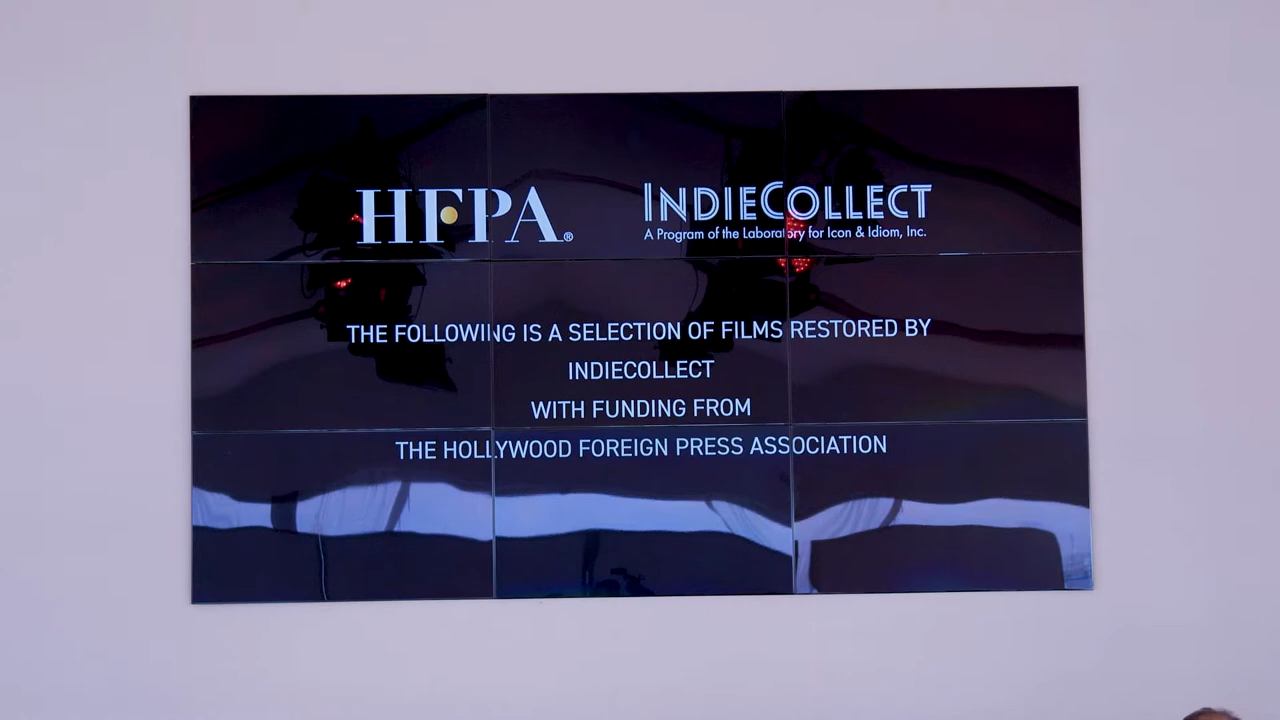 HFPA®
INDIECOLLECT
A Program of the Laboratory for Icon & Idiom, Inc.
THE FOLLOWING IS A SELECTION OF FILMS RESTORED BY
INDIECOLLECT
WITH FUNDING FROM
THE HOLLYWOOD FOREIGN PRESS ASSOCIATION